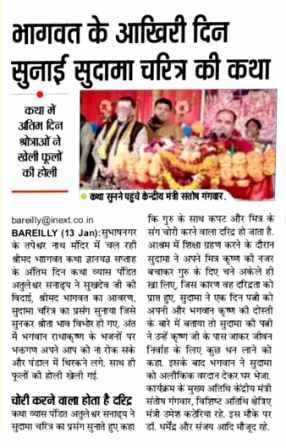 भागवत के आखिरी दिन
सुनाई सुदामा चरित्र की कथा
कथा में
अंतिम दिन
श्रोताओं ने
खेली फूलों
की होली
● कथा सुनने पहुंचे केन्द्रीय मंत्री संतोष गंगवार.
bareilly@inext.co.in
BAREILLY (13 Jan): सुभाषनगर
के तपेश्वर नाथ मंदिर में चल रही
श्रीमद भागवत कथा ज्ञानयज्ञ सप्ताह
के अंतिम दिन कथा व्यास पंडित
अतुलेश्वर सनाढ्य ने सुखदेव जी की
विदाई, श्रीमद भागवत का आवरण,
सुदामा चरित्र का प्रसंग सुनाया जिसे
सुनकर श्रोता भाव विभोर हो गए. अंत
में भगवान राधाकृष्ण के भजनों पर
भक्तगण अपने आप को ना रोक सके
और पंडाल में थिरकने लगे. साथ ही
फूलों की होली खेली गई.
चोरी करने वाला होता है दरिद्र
कथा व्यास पंडित अतुलेश्वर सनाढ्य ने
सुदामा चरित्र का प्रसंग सुनाते हुए कहा
कि गुरु के साथ कपट और मित्र के
संग चोरी करने वाला दरिद्र हो जाता है.
आश्रम में शिक्षा ग्रहण करने के दौरान
सुदामा ने अपने मित्र कृष्ण की नजर
बचाकर गुरु के दिए चने अकेले ही
खा लिए, जिस कारण वह दरिद्रता को
प्राप्त हुए. सुदामा ने एक दिन पत्नी को
अपनी और भगवान कृष्ण की दोस्ती
के बारे में बताया तो सुदामा की पत्नी
ने उन्हें कृष्ण जी के पास जाकर जीवन
निर्वाह के लिए कुछ धन लाने को
कहा. इसके बाद भगवान ने सुदामा
को अलौकिक वरदान देकर घर भेजा.
कार्यक्रम के मुख्य अतिथि केंद्रीय मंत्री
संतोष गंगवार, विशिष्ट अतिथि क्षेत्रिए
मंत्री उमेश कठेरिया रहे. इस मौके पर
डॉ. धर्मेंद्र और संजय आदि मौजूद रहे.